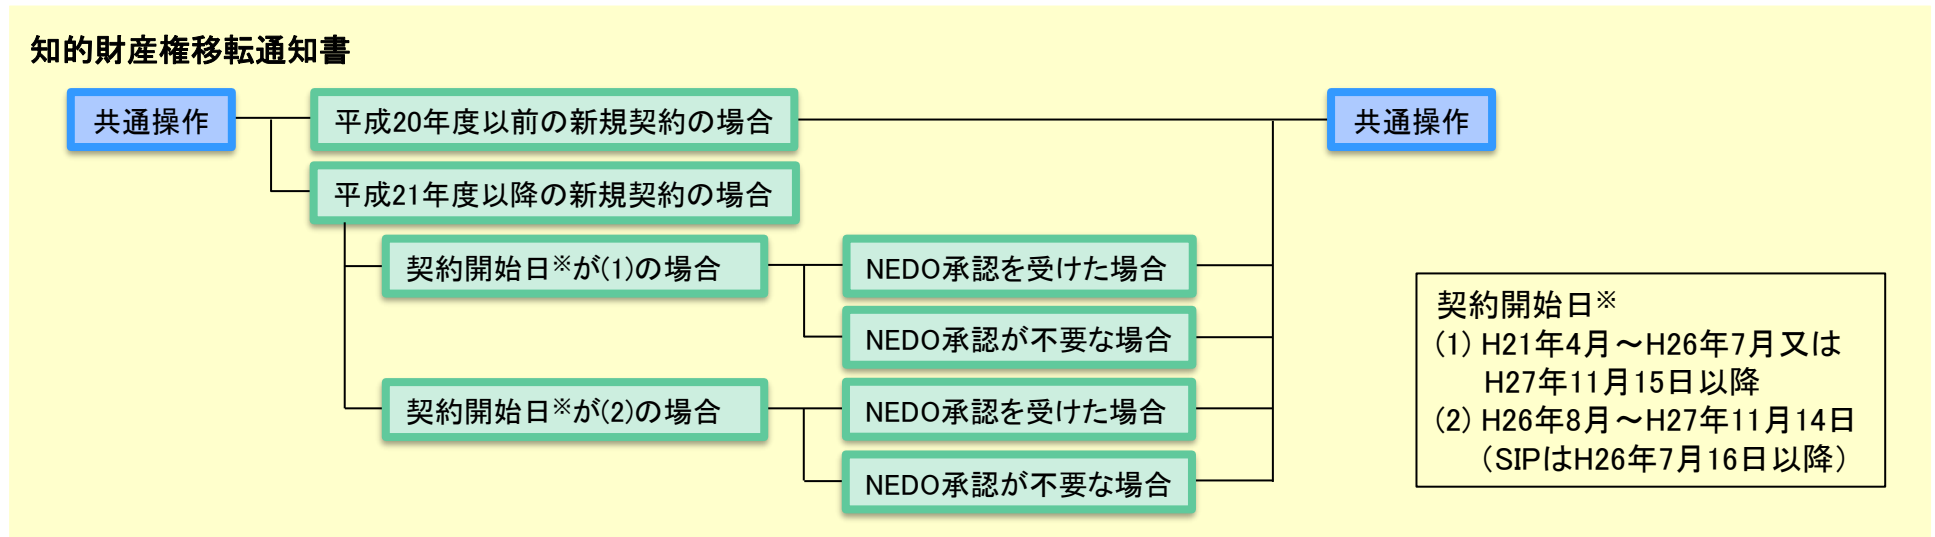 知的財産権移転通知書
共通操作
平成20年度以前の新規契約の場合
共通操作
平成21年度以降の新規契約の場合
契約開始日※が(1)の場合
NEDO承認を受けた場合
NEDO承認が不要な場合
契約開始日※が(2)の場合
NEDO承認を受けた場合
NEDO承認が不要な場合
契約開始日※
(1) H21年4月～H26年7月又は
H27年11月15日以降
(2) H26年8月～H27年11月14日
（SIPはH26年7月16日以降）